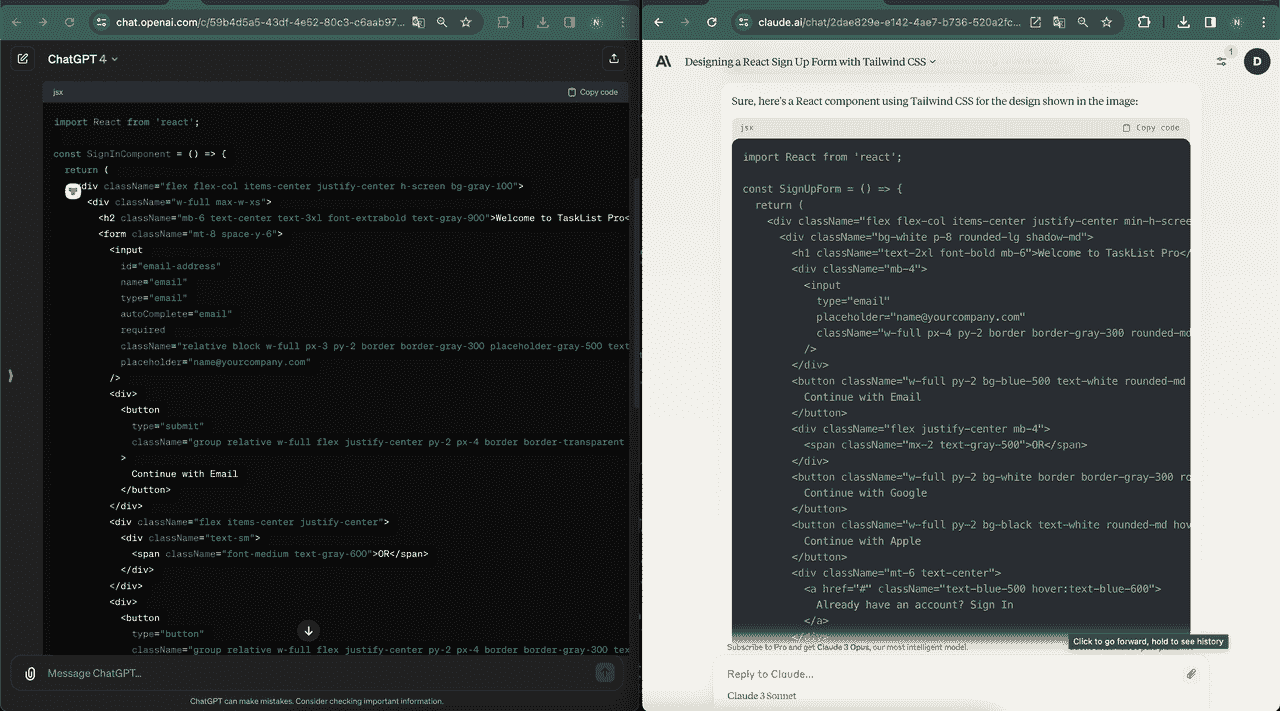 chat.openai.com/c/59b4d5a5-43df-4e52-80c3-c6aab97...
N
ChatGPT 4
jsx
Copy code
import React from 'react';
const SignInComponent = () => {
return (
div className="flex flex-col items-center justify-center h-screen bg-gray-100">
<div className="w-full max-w-xs">
<h2 className="mb-6 text-center text-3xl font-extrabold text-gray-900">Welcome to TaskList Pro<
<form className="mt-8 space-y-6">
<input
id="email-address"
name="email"
type="email"
autoComplete="email"
required
className="relative block w-full px-3 py-2 border border-gray-300 placeholder-gray-500 text
placeholder="name@yourcompany.com"
/>
<div>
<button
type="submit"
className="group relative w-full flex justify-center py-2 px-4 border border-transparent
>
Continue with Email
</button>
</div>
<div className="flex items-center justify-center">
<div className="text-sm">
<span className="font-medium text-gray-600">OR</span>
</div>
</div>
<div>
<button
type="button"
className="group relative w-full flex justify-center py-2 px-4 border border-gray-300 tex
Message ChatGPT...
ChatGPT can make mistakes. Consider checking important information.
claude.ai/chat/2dae829e-e142-4ae7-b736-520a2fc...
N
Designing a React Sign Up Form with Tailwind CSS
1
D
Sure, here's a React component using Tailwind CSS for the design shown in the image:
jsx
Copy code
import React from 'react';
const SignUpForm = () => {
return (
<div className="flex flex-col items-center justify-center min-h-scree
<div className="bg-white p-8 rounded-lg shadow-md">
<h1 className="text-2xl font-bold mb-6">Welcome to TaskList Pro</
<div className="mb-4">
<input
type="email"
placeholder="name@yourcompany.com"
className="w-full px-4 py-2 border border-gray-300 rounded-md
/>
</div>
<button className="w-full py-2 bg-blue-500 text-white rounded-md
Continue with Email
</button>
<div className="flex justify-center mb-4">
<span className="mx-2 text-gray-500">OR</span>
</div>
<button className="w-full py-2 bg-white border border-gray-300 ro
Continue with Google
</button>
<button className="w-full py-2 bg-black text-white rounded-md hov
Continue with Apple
</button>
<div className="mt-6 text-center">
<a href="#" className="text-blue-500 hover:text-blue-600">
Already have an account? Sign In
</a>
</div>
Click to go forward, hold to see history
Subscribe to Pro and get Claude 3 Opus, our most intelligent model.
Reply to Claude...
Claude 3 Sonnet